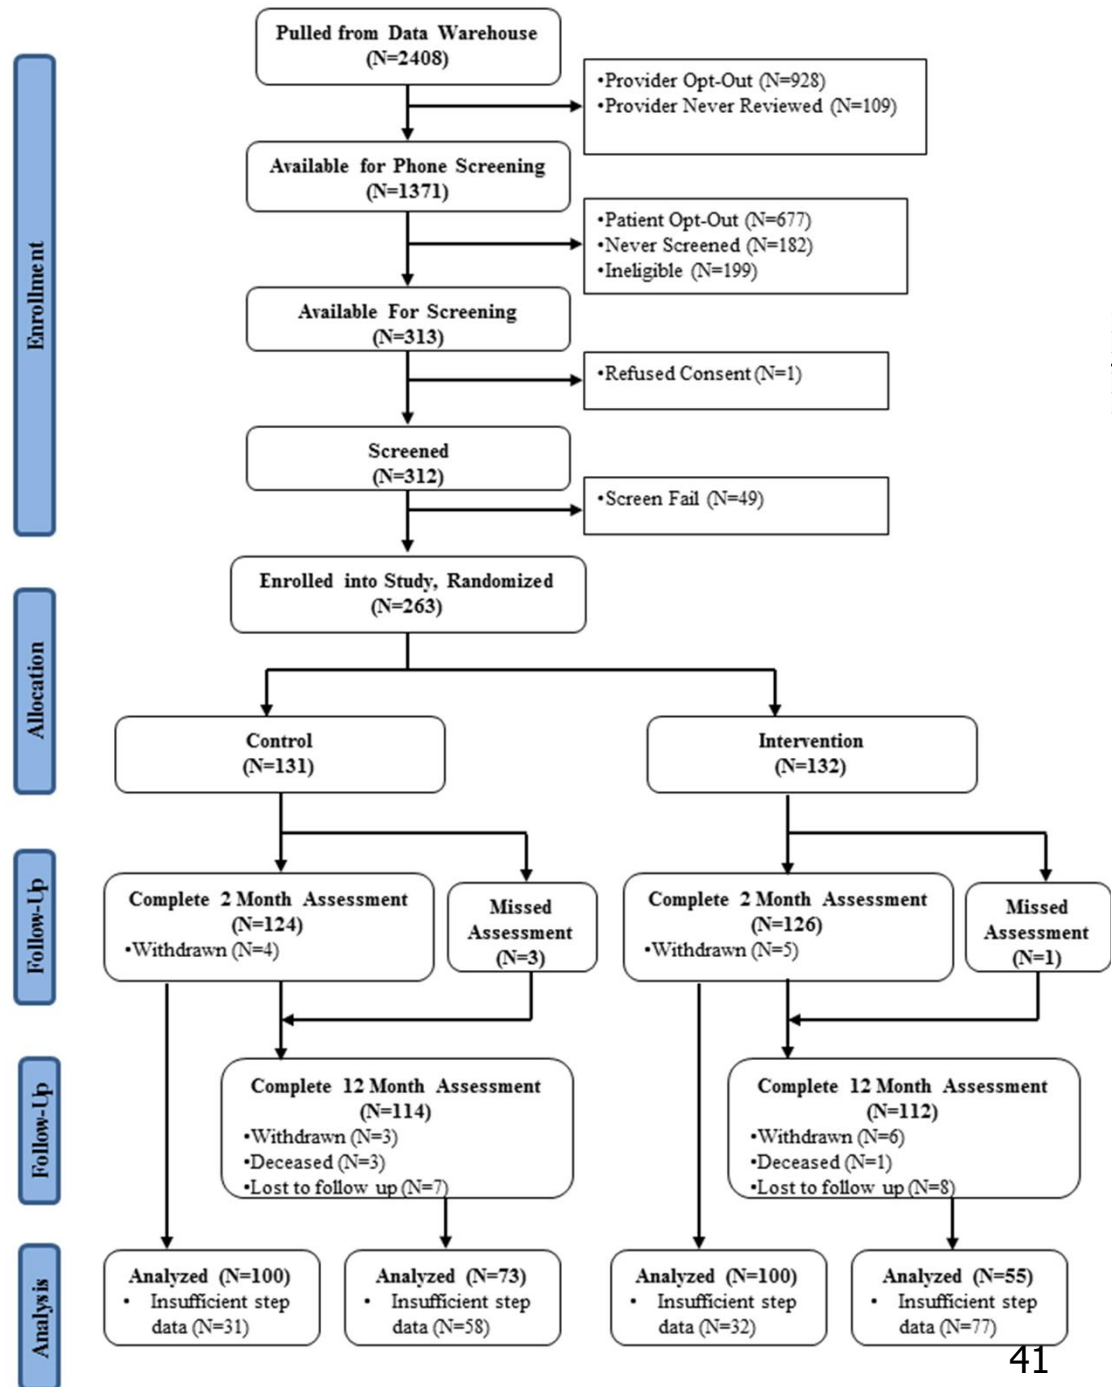 Pulled from Data Warehouse
(N=2408)
•Provider Opt-Out (N=928)
•Provider Never Reviewed (N=109)
Available for Phone Screening
(N=1371)
•Patient Opt-Out (N=677)
•Never Screened (N=182)
•Ineligible (N=199)
Enrollment
Available For Screening
(N=313)
•Refused Consent (N=1)
Screened
(N=312)
•Screen Fail (N=49)
Enrolled into Study, Randomized
(N=263)
Allocation
Control
(N=131)
Intervention
(N=132)
Follow-Up
Complete 2 Month Assessment
(N=124)
•Withdrawn (N=4)
Missed
Assessment
(N=3)
Complete 2 Month Assessment
(N=126)
•Withdrawn (N=5)
Missed
Assessment
(N=1)
Follow-Up
Complete 12 Month Assessment
(N=114)
•Withdrawn (N=3)
•Deceased (N=3)
•Lost to follow up (N=7)
Complete 12 Month Assessment
(N=112)
•Withdrawn (N=6)
•Deceased (N=1)
•Lost to follow up (N=8)
Analysis
Analyzed (N=100)
• Insufficient step
data (N=31)
Analyzed (N=73)
• Insufficient step
data (N=58)
Analyzed (N=100)
• Insufficient step
data (N=32)
Analyzed (N=55)
• Insufficient step
data (N=77)
41